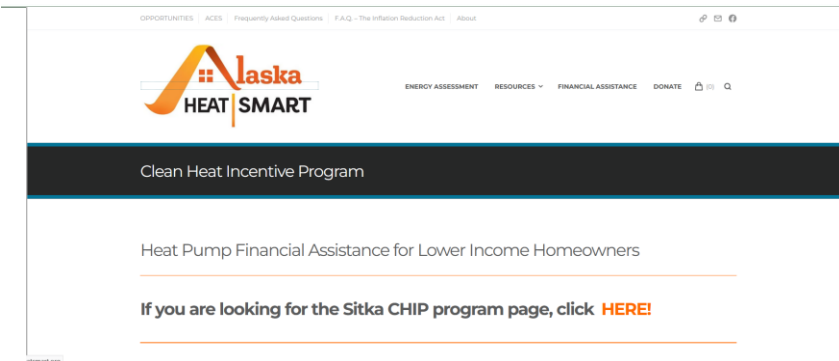 OPPORTUNITIES | ACES | Frequently Asked Questions | F.A.Q. – The Inflation Reduction Act | About
Alaska
HEAT SMART
ENERGY ASSESSMENT RESOURCES FINANCIAL ASSISTANCE DONATE (0)
Clean Heat Incentive Program
Heat Pump Financial Assistance for Lower Income Homeowners
If you are looking for the Sitka CHIP program page, click HERE!